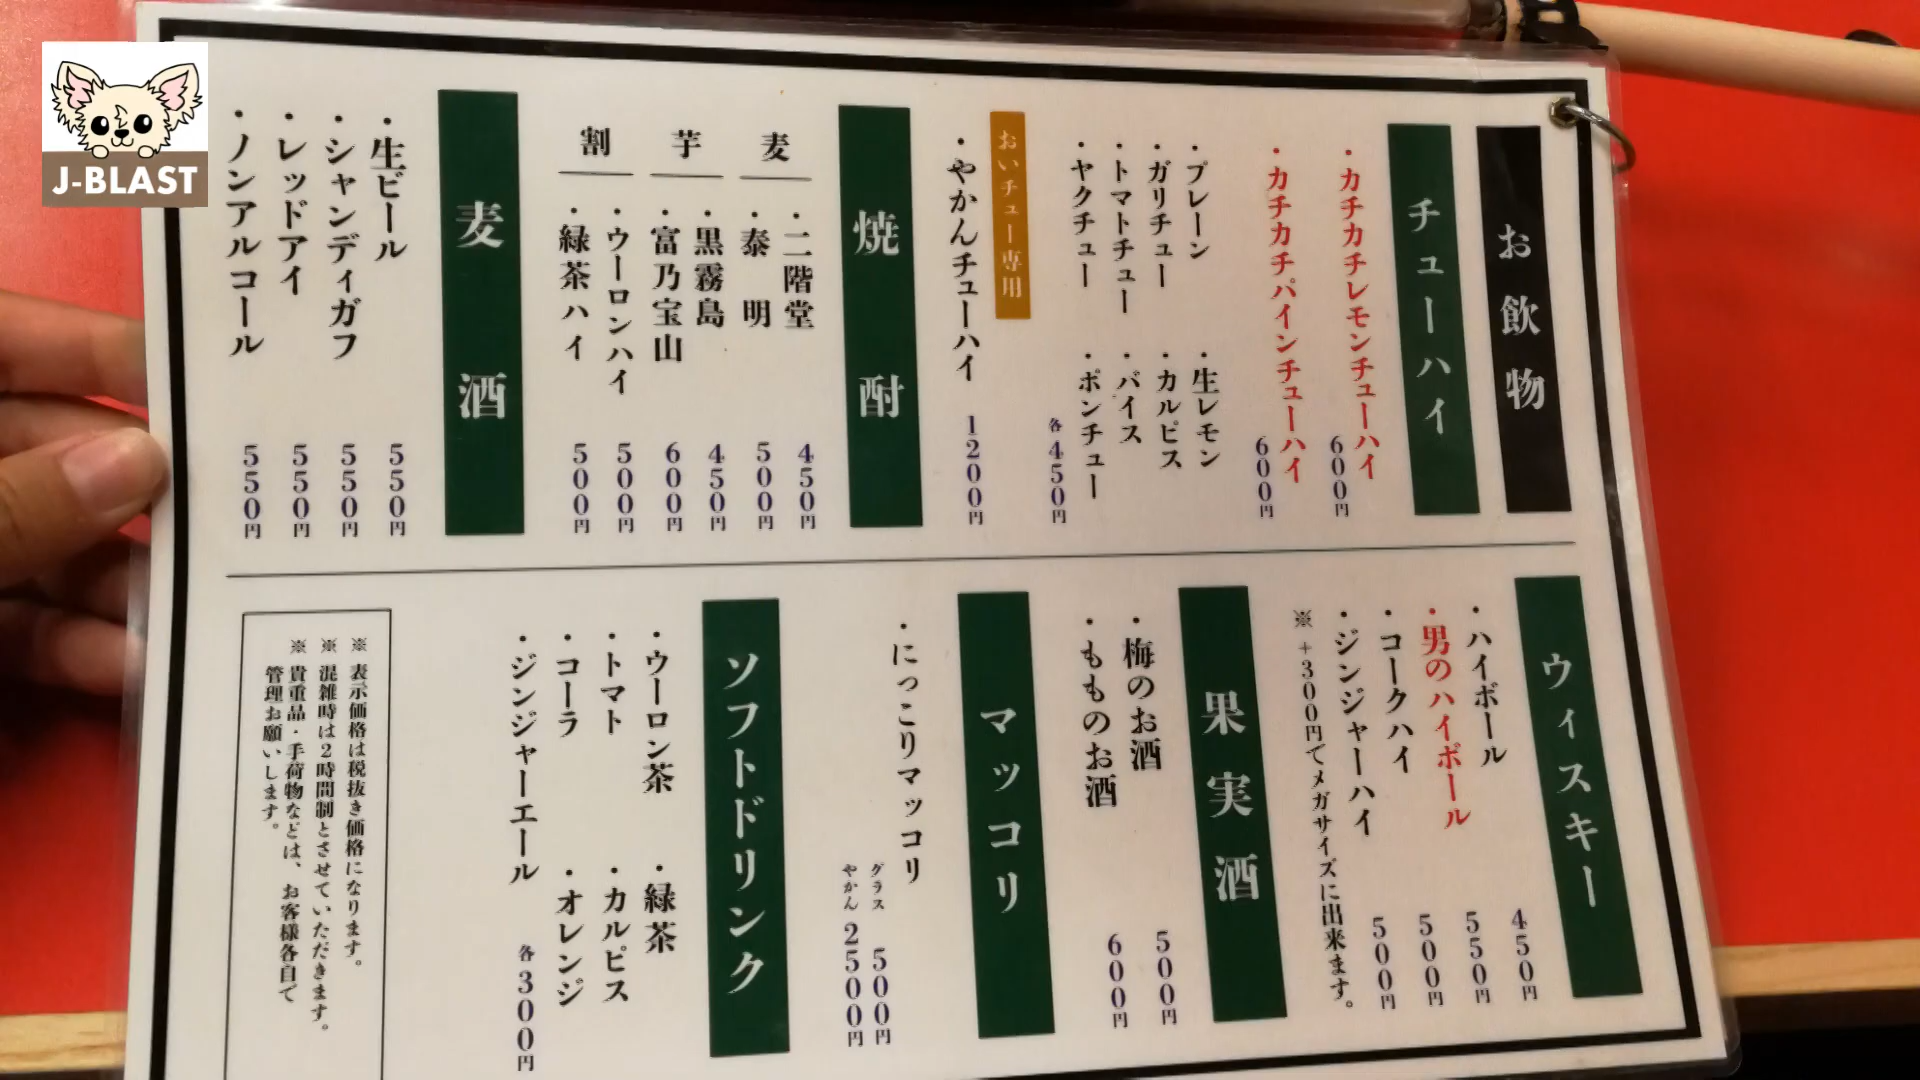 J-BLAST
お飲物
チューハイ
・カチカチレモンチューハイ 600円
・カチカチパインチューハイ 600円
・プレーン ・生レモン
・ガリチュー ・カルピス
・トマトチュー ・バイス
・ヤクチュー ・ポンチュー
各450円
おいチュー専用
・やかんチューハイ 1200円
焼酎
麦
・二階堂 450円
・泰明 500円
芋
・黒霧島 450円
・富乃宝山 600円
割
・ウーロンハイ 500円
・緑茶ハイ 500円
麦酒
・生ビール 550円
・シャンディガフ 550円
・レッドアイ 550円
・ノンアルコール 550円
ウィスキー
・ハイボール 450円
・男のハイボール 550円
・コークハイ 500円
・ジンジャーハイ 500円
※+300円でメガサイズに出来ます。
果実酒
・梅のお酒 500円
・もものお酒 600円
マッコリ
・にっこりマッコリ
グラス 500円
やかん 2500円
ソフトドリンク
・ウーロン茶 ・緑茶
・トマト ・カルピス
・コーラ ・オレンジ
・ジンジャーエール
各300円
※ 表示価格は税抜き価格になります。
※ 混雑時は2時間制とさせていただきます。
※ 貴重品・手荷物などは、お客様各自で
管理お願いします。